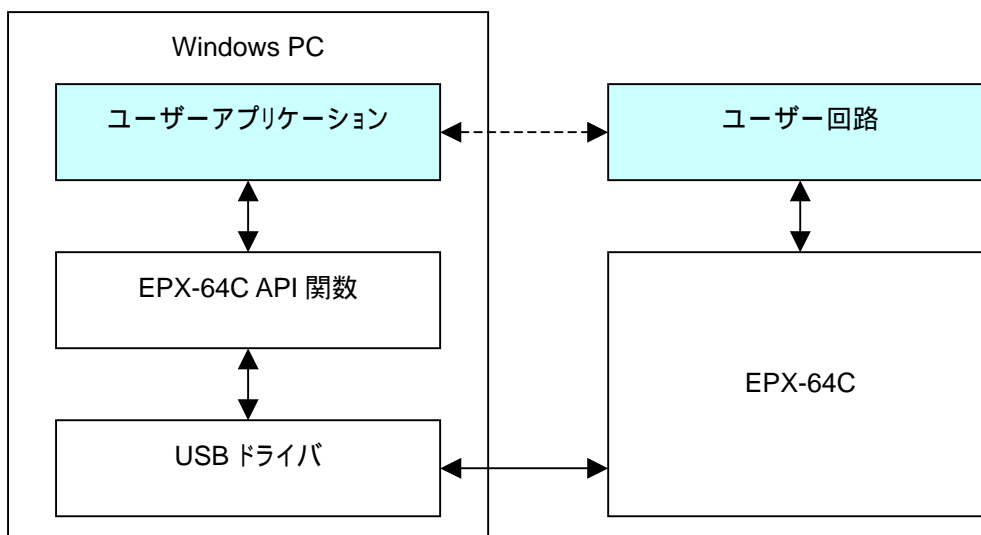 Windows PC
ユーザーアプリケーション
ユーザー回路
EPX-64C API 関数
EPX-64C
USB ドライバ